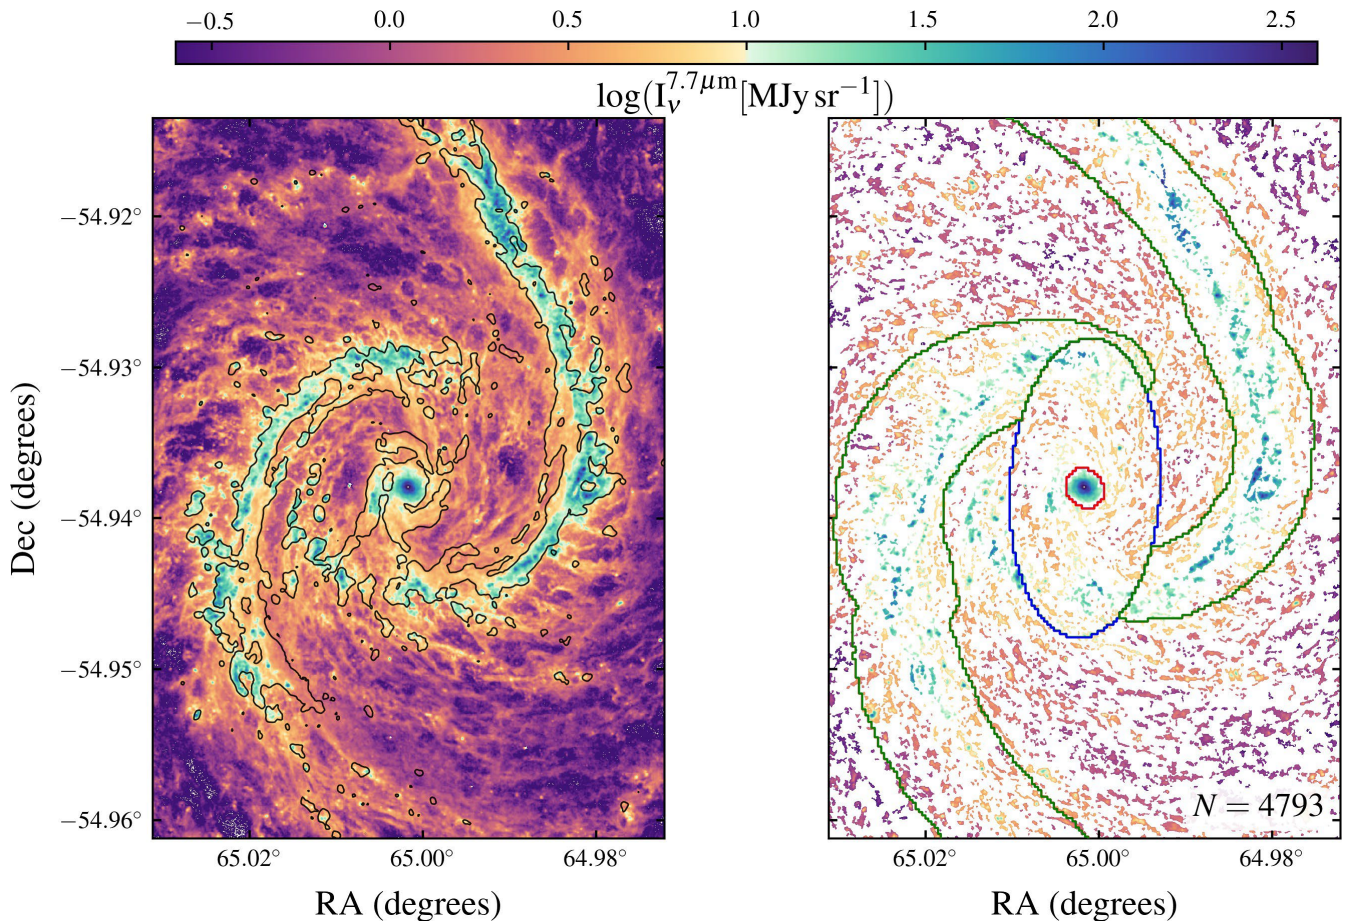 −0.5 0.0 0.5 1.0 1.5 2.0 2.5
log(I_ν^7.7μm[MJy sr⁻¹])
Dec (degrees)
−54.92°
−54.93°
−54.94°
−54.95°
−54.96°
N = 4793
65.02° 65.00° 64.98° 65.02° 65.00° 64.98°
RA (degrees) RA (degrees)